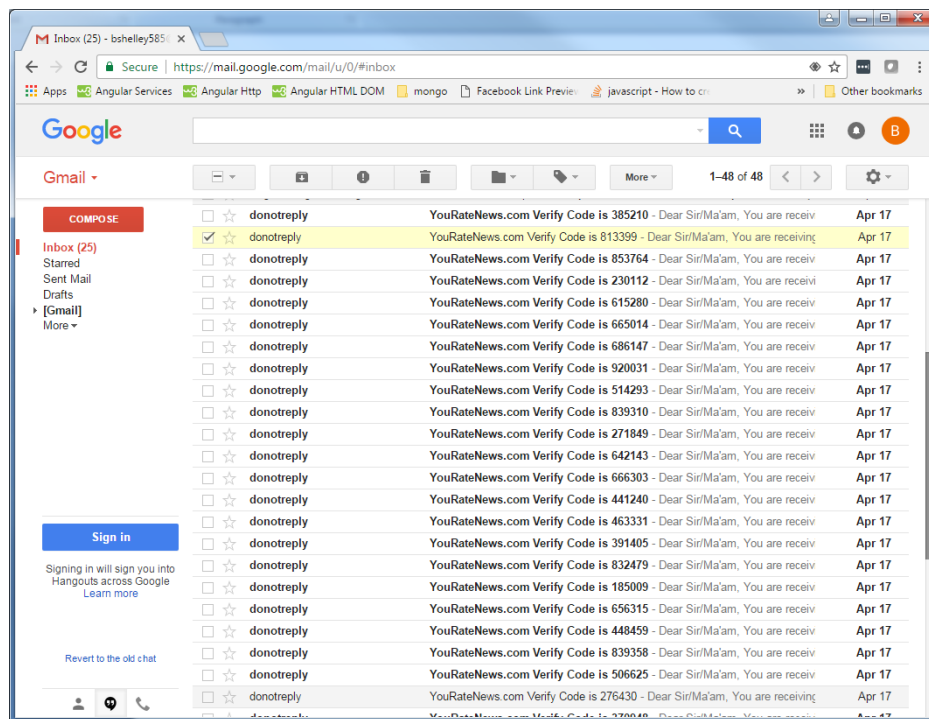 Inbox (25) - bshelley585
Secure | https://mail.google.com/mail/u/0/#inbox
Apps Angular Services Angular Http Angular HTML DOM mongo Facebook Link Preview javascript - How to cr » Other bookmarks
Google B
Gmail More 1–48 of 48
COMPOSE
Inbox (25)
Starred
Sent Mail
Drafts
[Gmail]
More
donotreply YouRateNews.com Verify Code is 385210 - Dear Sir/Ma'am, You are receiv Apr 17
donotreply YouRateNews.com Verify Code is 813399 - Dear Sir/Ma'am, You are receiving Apr 17
donotreply YouRateNews.com Verify Code is 853764 - Dear Sir/Ma'am, You are receiv Apr 17
donotreply YouRateNews.com Verify Code is 230112 - Dear Sir/Ma'am, You are receivi Apr 17
donotreply YouRateNews.com Verify Code is 615280 - Dear Sir/Ma'am, You are receiv Apr 17
donotreply YouRateNews.com Verify Code is 665014 - Dear Sir/Ma'am, You are receiv Apr 17
donotreply YouRateNews.com Verify Code is 686147 - Dear Sir/Ma'am, You are receiv Apr 17
donotreply YouRateNews.com Verify Code is 920031 - Dear Sir/Ma'am, You are receiv Apr 17
donotreply YouRateNews.com Verify Code is 514293 - Dear Sir/Ma'am, You are receiv Apr 17
donotreply YouRateNews.com Verify Code is 839310 - Dear Sir/Ma'am, You are receiv Apr 17
donotreply YouRateNews.com Verify Code is 271849 - Dear Sir/Ma'am, You are receiv Apr 17
donotreply YouRateNews.com Verify Code is 642143 - Dear Sir/Ma'am, You are receiv Apr 17
donotreply YouRateNews.com Verify Code is 666303 - Dear Sir/Ma'am, You are receiv Apr 17
donotreply YouRateNews.com Verify Code is 441240 - Dear Sir/Ma'am, You are receiv Apr 17
donotreply YouRateNews.com Verify Code is 463331 - Dear Sir/Ma'am, You are receiv Apr 17
donotreply YouRateNews.com Verify Code is 391405 - Dear Sir/Ma'am, You are receiv Apr 17
donotreply YouRateNews.com Verify Code is 832479 - Dear Sir/Ma'am, You are receiv Apr 17
donotreply YouRateNews.com Verify Code is 185009 - Dear Sir/Ma'am, You are receiv Apr 17
donotreply YouRateNews.com Verify Code is 656315 - Dear Sir/Ma'am, You are receiv Apr 17
donotreply YouRateNews.com Verify Code is 448459 - Dear Sir/Ma'am, You are receiv Apr 17
donotreply YouRateNews.com Verify Code is 839358 - Dear Sir/Ma'am, You are receiv Apr 17
donotreply YouRateNews.com Verify Code is 506625 - Dear Sir/Ma'am, You are receiv Apr 17
donotreply YouRateNews.com Verify Code is 276430 - Dear Sir/Ma'am, You are receiving Apr 17
Sign in
Signing in will sign you into
Hangouts across Google
Learn more
Revert to the old chat